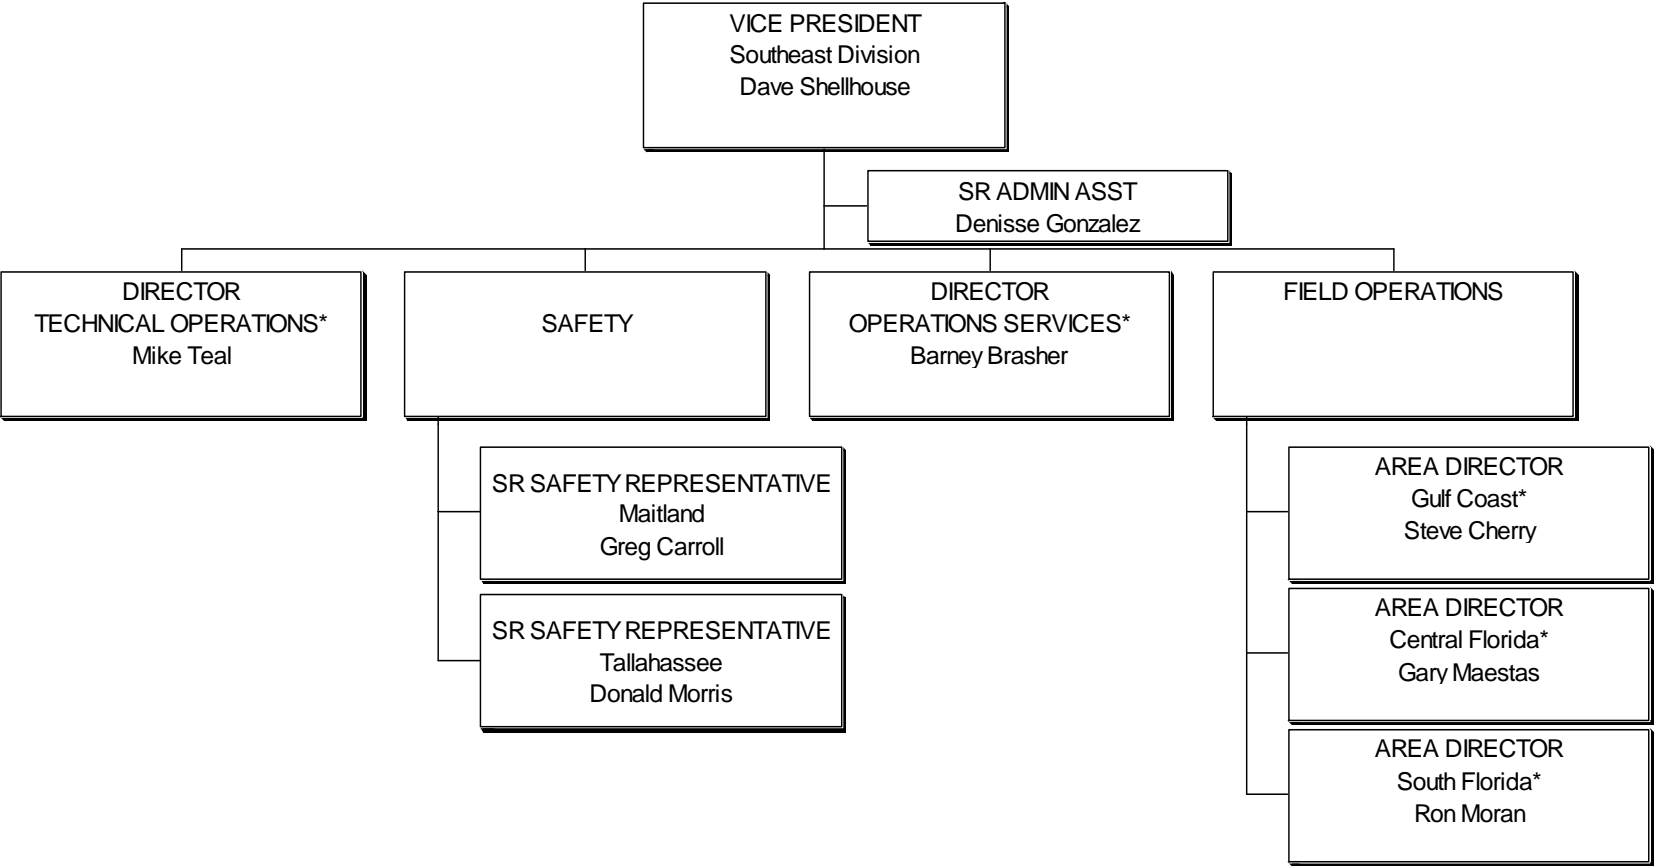 VICE PRESIDENT
Southeast Division
Dave Shellhouse
SR ADMIN ASST
Denisse Gonzalez
DIRECTOR
TECHNICAL OPERATIONS*
Mike Teal
SAFETY
DIRECTOR
OPERATIONS SERVICES*
Barney Brasher
FIELD OPERATIONS
SR SAFETY REPRESENTATIVE
Maitland
Greg Carroll
SR SAFETY REPRESENTATIVE
Tallahassee
Donald Morris
AREA DIRECTOR
Gulf Coast*
Steve Cherry
AREA DIRECTOR
Central Florida*
Gary Maestas
AREA DIRECTOR
South Florida*
Ron Moran